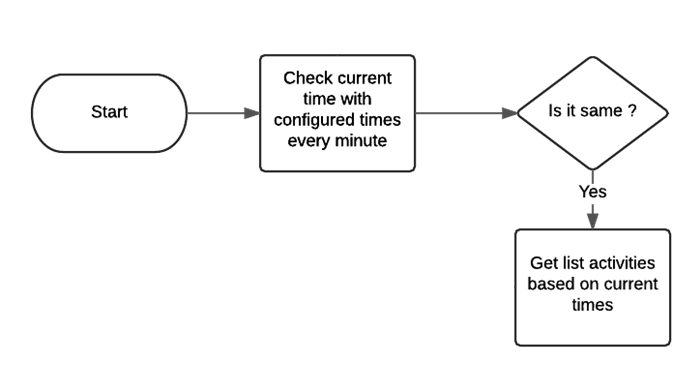 Start
Check current
time with
configured times
every minute
Is it same ?
Yes
Get list activities
based on current
times